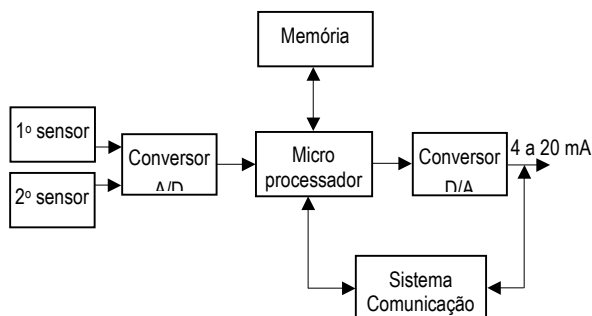 Memória
1º sensor
2º sensor
Conversor
A/D
Micro
processador
Conversor
D/A
4 a 20 mA
Sistema
Comunicação